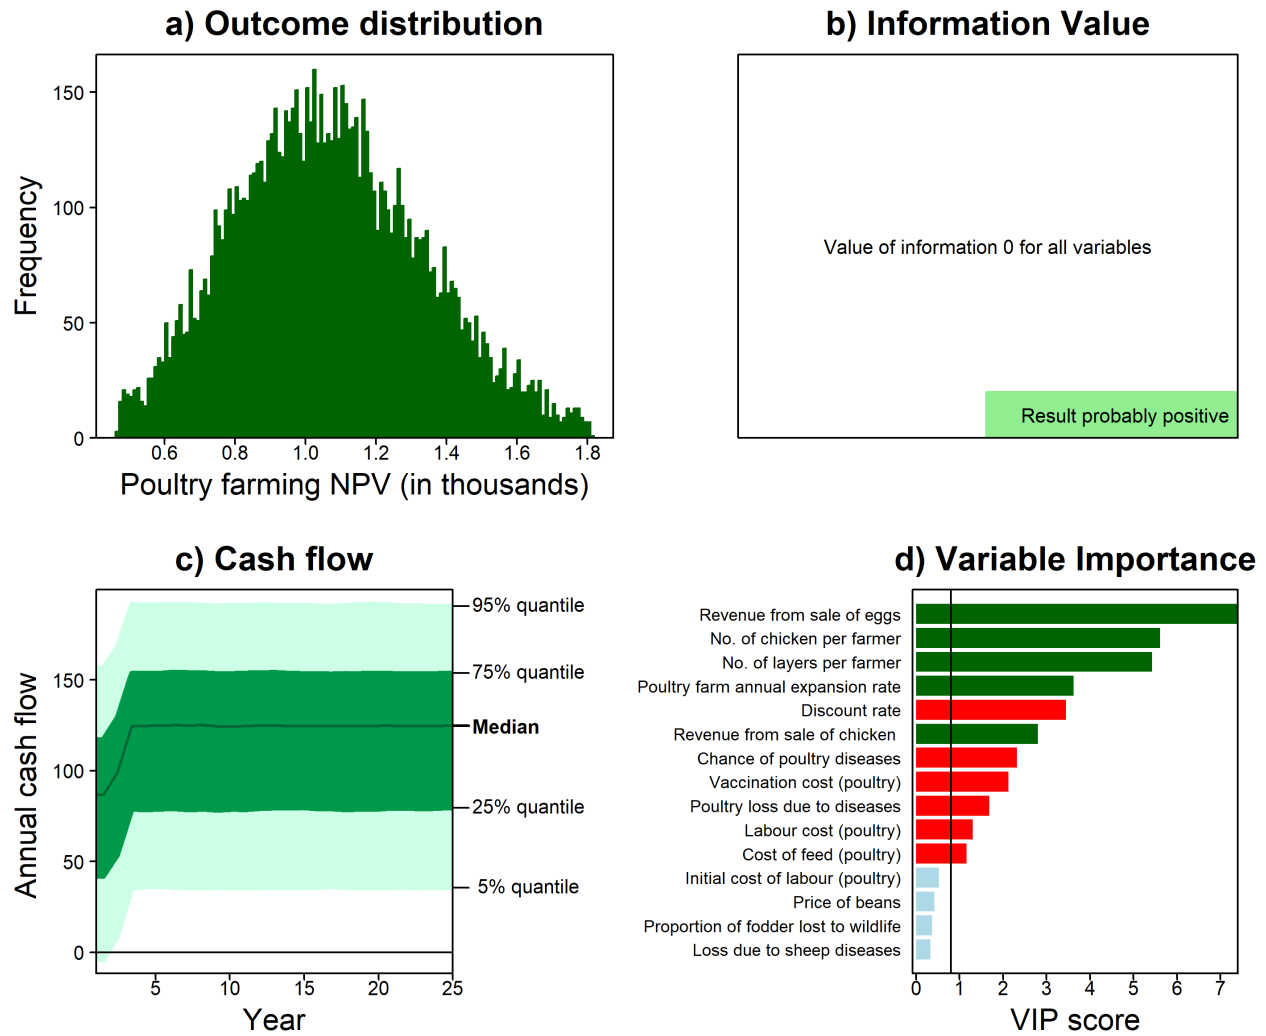 a) Outcome distribution
Frequency
150
100
50
0
0.6 0.8 1.0 1.2 1.4 1.6 1.8
Poultry farming NPV (in thousands)
b) Information Value
Value of information 0 for all variables
Result probably positive
c) Cash flow
Annual cash flow
150
100
50
0
95% quantile
75% quantile
Median
25% quantile
5% quantile
5 10 15 20 25
Year
d) Variable Importance
Revenue from sale of eggs
No. of chicken per farmer
No. of layers per farmer
Poultry farm annual expansion rate
Discount rate
Revenue from sale of chicken
Chance of poultry diseases
Vaccination cost (poultry)
Poultry loss due to diseases
Labour cost (poultry)
Cost of feed (poultry)
Initial cost of labour (poultry)
Price of beans
Proportion of fodder lost to wildlife
Loss due to sheep diseases
0 1 2 3 4 5 6 7
VIP score